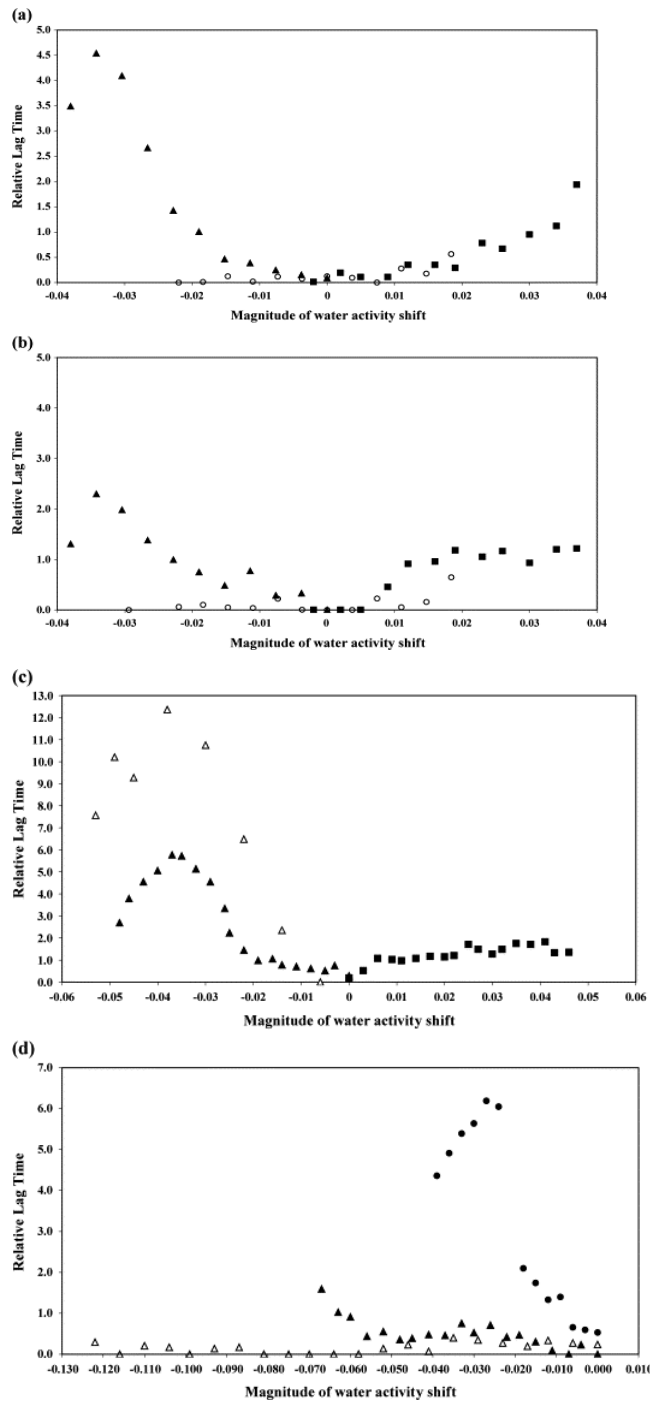 (a)
5.0
4.5
4.0
3.5
3.0
2.5
2.0
1.5
1.0
0.5
0.0
Relative Lag Time
-0.04 -0.03 -0.02 -0.01 0 0.01 0.02 0.03 0.04
Magnitude of water activity shift
(b)
5.0
4.0
3.0
2.0
1.0
0.0
Relative Lag Time
-0.04 -0.03 -0.02 -0.01 0 0.01 0.02 0.03 0.04
Magnitude of water activity shift
(c)
13.0
12.0
11.0
10.0
9.0
8.0
7.0
6.0
5.0
4.0
3.0
2.0
1.0
0.0
Relative Lag Time
-0.06 -0.05 -0.04 -0.03 -0.02 -0.01 0 0.01 0.02 0.03 0.04 0.05 0.06
Magnitude of water activity shift
(d)
7.0
6.0
5.0
4.0
3.0
2.0
1.0
0.0
Relative Lag Time
-0.130 -0.120 -0.110 -0.100 -0.090 -0.080 -0.070 -0.060 -0.050 -0.040 -0.030 -0.020 -0.010 0.000 0.010
Magnitude of water activity shift